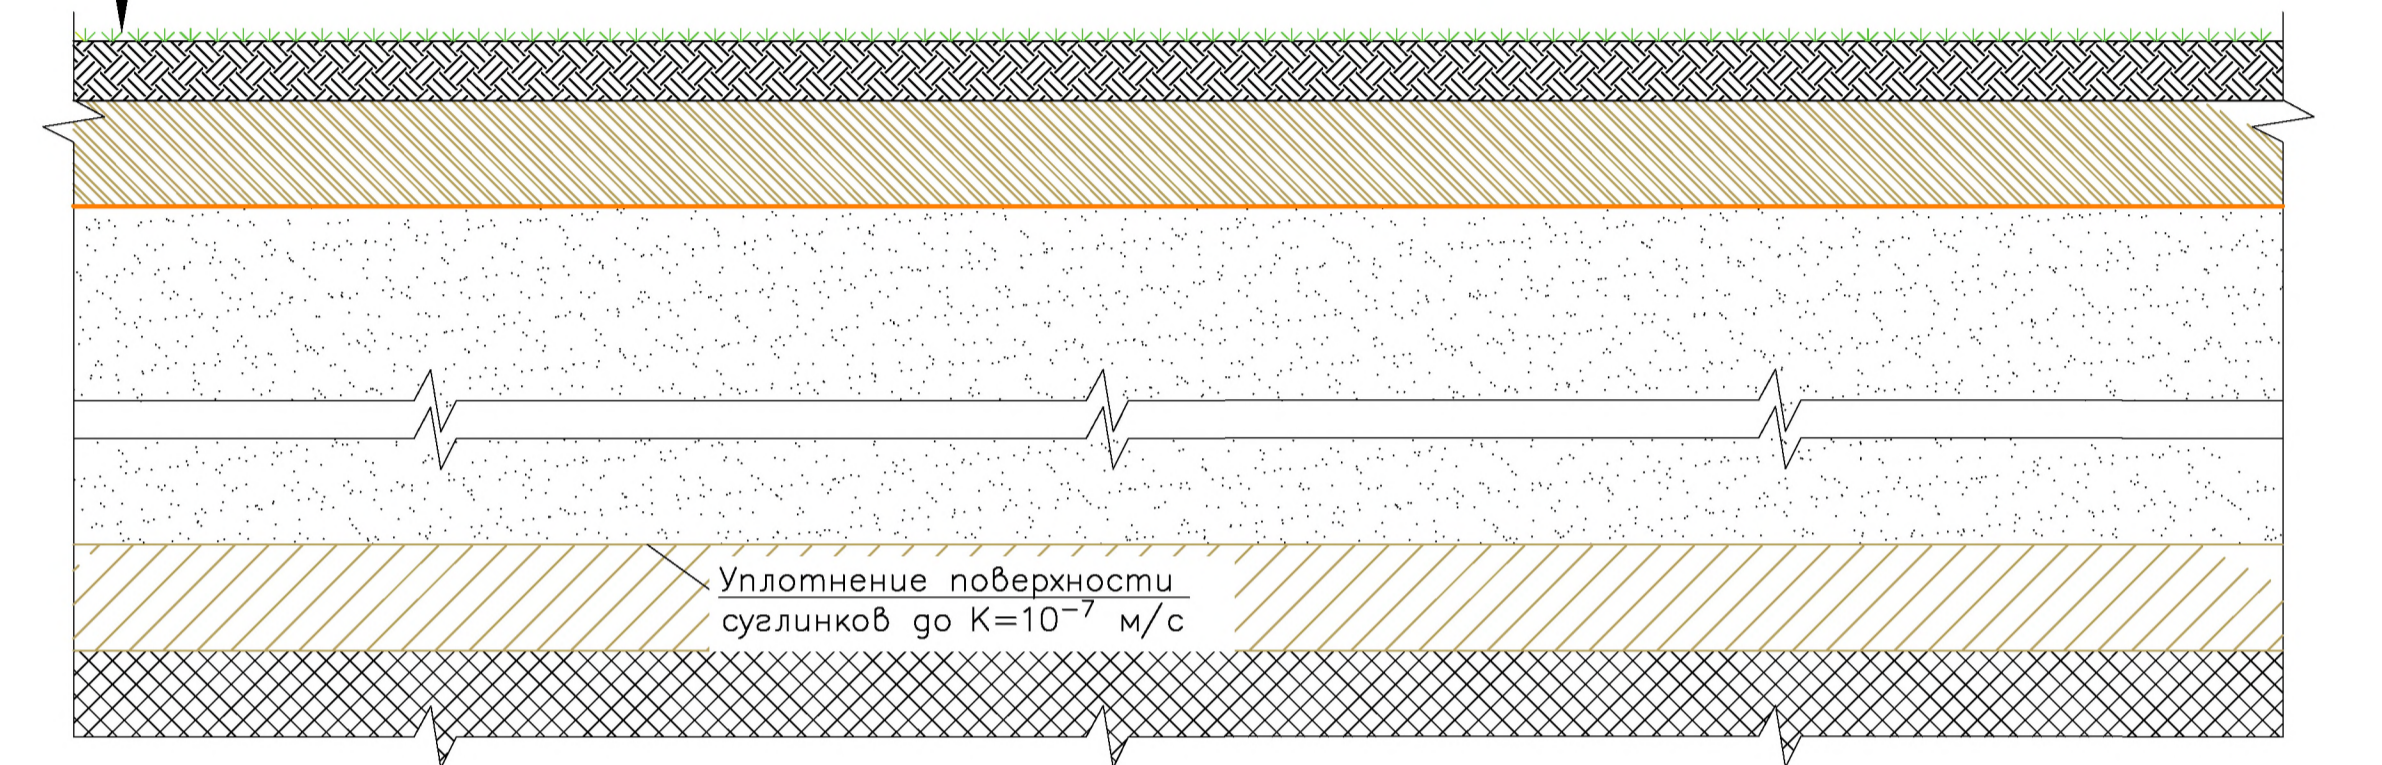 Уплотнение поверхности
суглинков до К=10⁻⁷ м/с